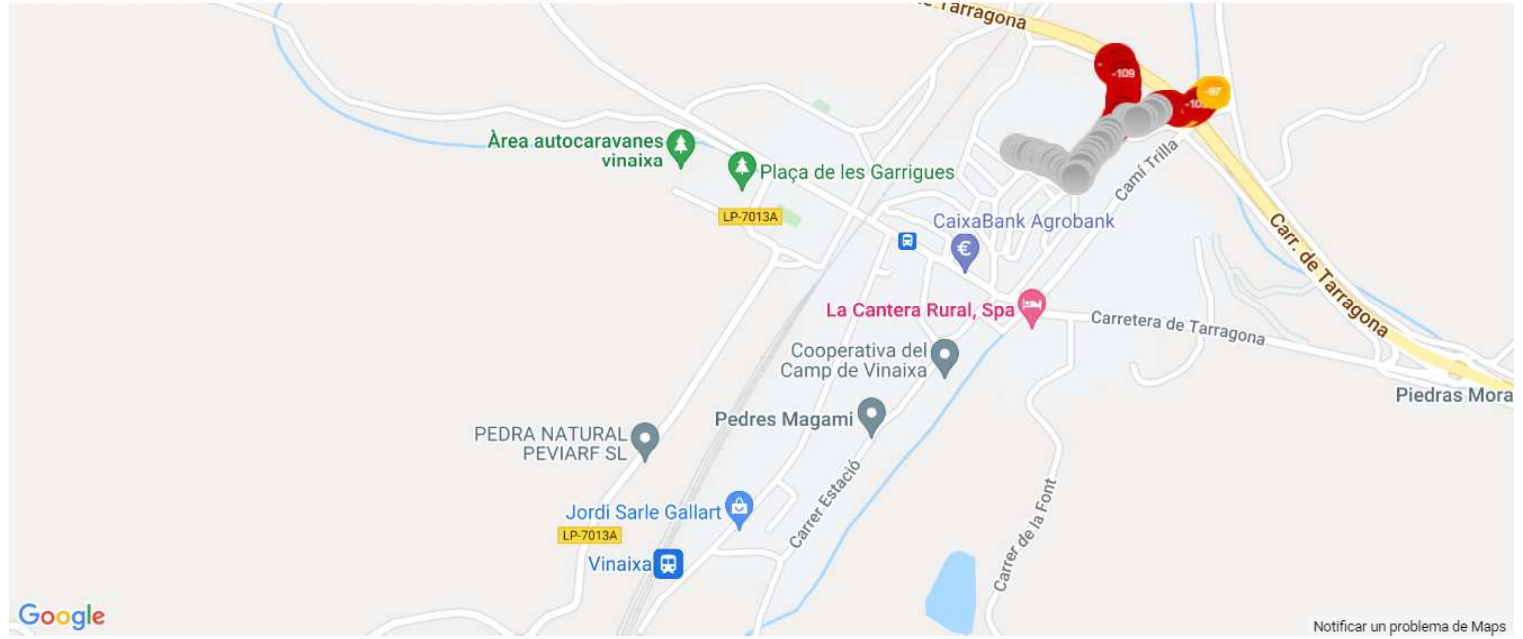 de Tarragona
-109
-97
Àrea autocaravanes
vinaixa
Plaça de les Garrigues
Camí Trilla
LP-7013A
CaixaBank Agrobank
€
Carr. de Tarragona
La Cantera Rural, Spa
Carretera de Tarragona
Cooperativa del
Camp de Vinaixa
Piedras Mora
Pedres Magami
PEDRA NATURAL
PEVIARF SL
Carrer Estació
Jordi Sarle Gallart
LP-7013A
Carrer de la Font
Vinaixa
Google
Notificar un problema de Maps